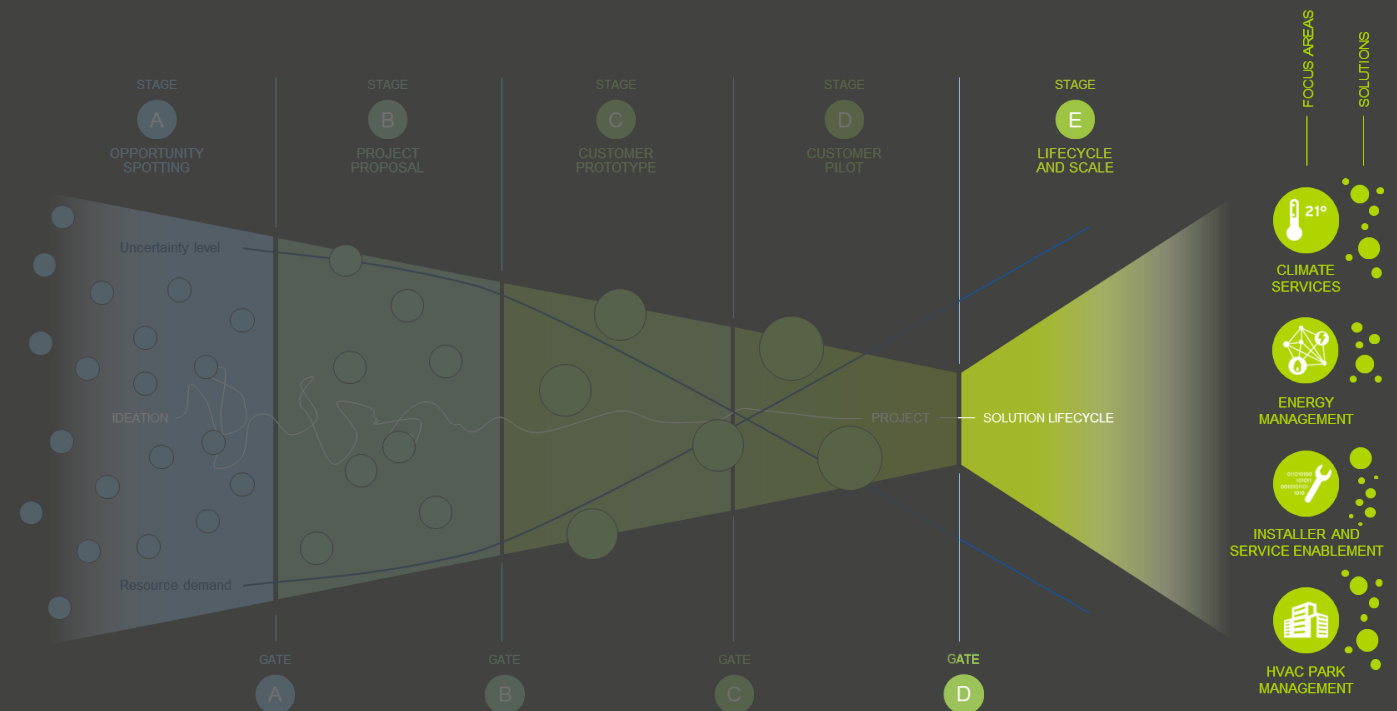 STAGE
A
OPPORTUNITY
SPOTTING
STAGE
B
PROJECT
PROPOSAL
STAGE
C
CUSTOMER
PROTOTYPE
STAGE
D
CUSTOMER
PILOT
STAGE
E
LIFECYCLE
AND SCALE
FOCUS AREAS
SOLUTIONS
Uncertainty level
IDEATION
PROJECT
SOLUTION LIFECYCLE
Resource demand
21°
CLIMATE
SERVICES
ENERGY
MANAGEMENT
INSTALLER AND
SERVICE ENABLEMENT
HVAC PARK
MANAGEMENT
GATE
A
GATE
B
GATE
C
GATE
D